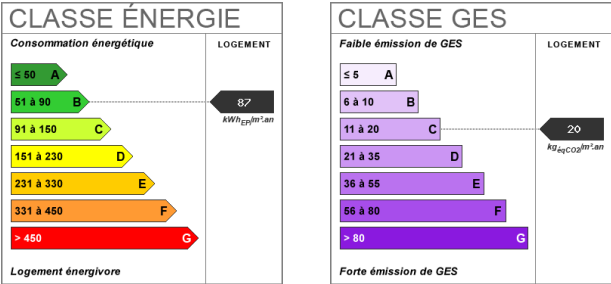 CLASSE ÉNERGIE
Consommation énergétique
LOGEMENT
≤ 50 A
51 à 90 B
87
kWhEP/m².an
91 à 150 C
151 à 230 D
231 à 330 E
331 à 450 F
> 450 G
Logement énergivore
CLASSE GES
Faible émission de GES
LOGEMENT
≤ 5 A
6 à 10 B
11 à 20 C
20
kgéqCO2/m².an
21 à 35 D
36 à 55 E
56 à 80 F
> 80 G
Forte émission de GES